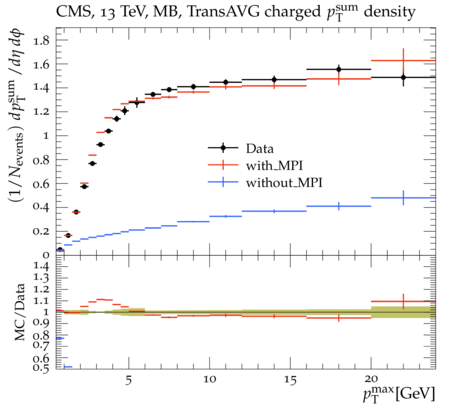 CMS, 13 TeV, MB, TransAVG charged p_T^sum density
(1/N_events) dp_T^sum/dη dφ
1.8
1.6
1.4
1.2
1
0.8
0.6
0.4
0.2
0
Data
with_MPI
without_MPI
MC/Data
1.4
1.3
1.2
1.1
1
0.9
0.8
0.7
0.6
0.5
5 10 15 20
p_T^max[GeV]